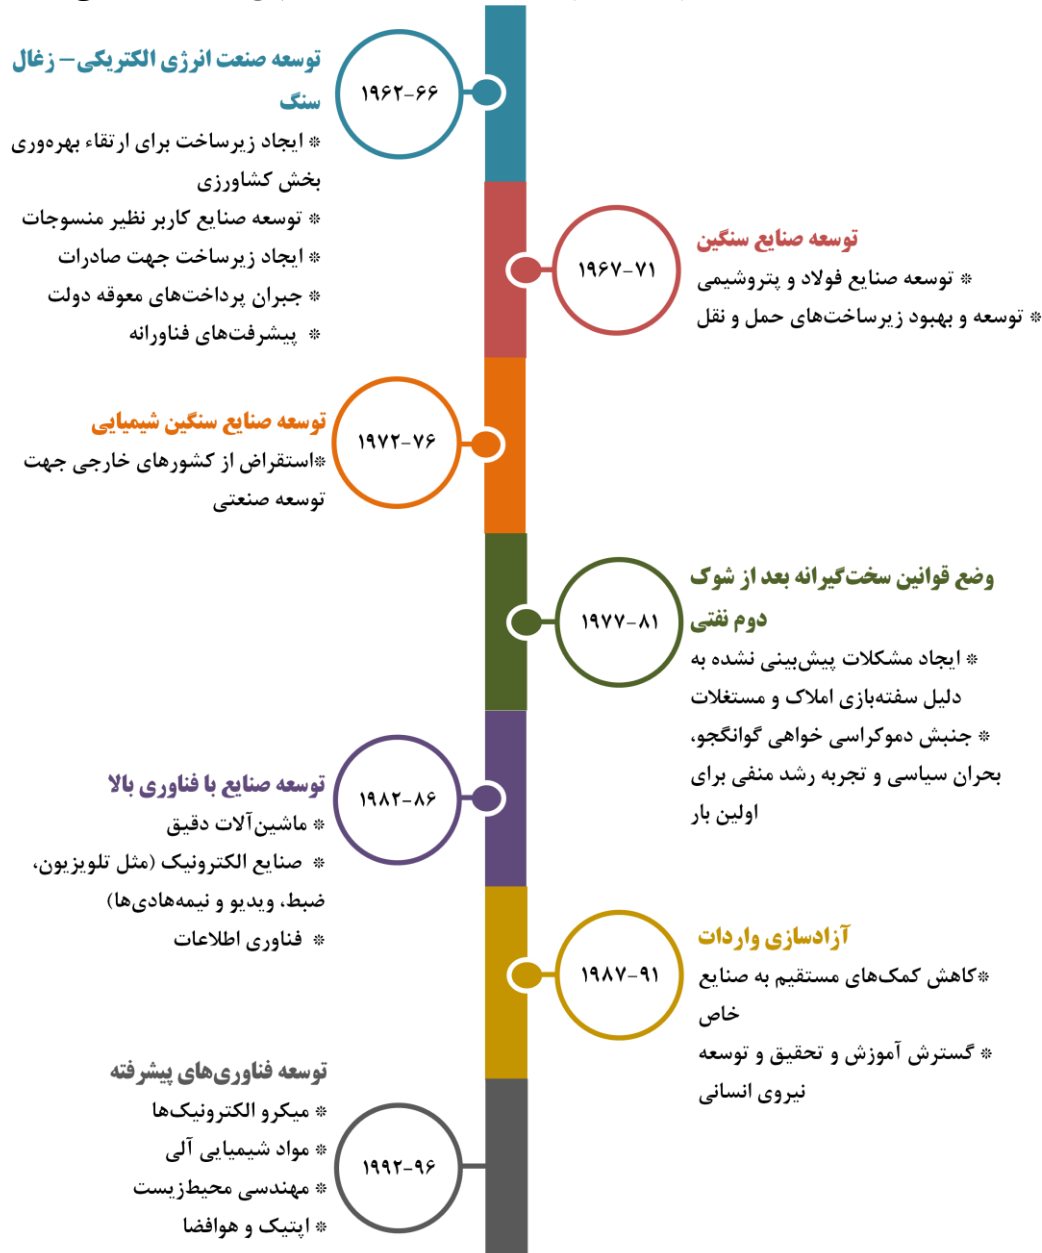 ۱۹۶۲-۶۶
توسعه صنعت انرژی الکتریکی- زغال
سنگ
* ایجاد زیرساخت برای ارتقاء بهره‌وری
بخش کشاورزی
* توسعه صنایع کاربر نظیر منسوجات
* ایجاد زیرساخت جهت صادرات
* جبران پرداخت‌های معوقه دولت
* پیشرفت‌های فناورانه
۱۹۶۷-۷۱
توسعه صنایع سنگین
* توسعه صنایع فولاد و پتروشیمی
* توسعه و بهبود زیرساخت‌های حمل و نقل
۱۹۷۲-۷۶
توسعه صنایع سنگین شیمیایی
*استقراض از کشورهای خارجی جهت
توسعه صنعتی
۱۹۷۷-۸۱
وضع قوانین سخت‌گیرانه بعد از شوک
دوم نفتی
* ایجاد مشکلات پیش‌بینی نشده به
دلیل سفته‌بازی املاک و مستغلات
* جنبش دموکراسی خواهی گوانگجو،
بحران سیاسی و تجربه رشد منفی برای
اولین بار
۱۹۸۲-۸۶
توسعه صنایع با فناوری بالا
* ماشین‌آلات دقیق
* صنایع الکترونیک (مثل تلویزیون،
ضبط، ویدیو و نیمه‌هادی‌ها)
* فناوری اطلاعات
۱۹۸۷-۹۱
آزادسازی واردات
*کاهش کمک‌های مستقیم به صنایع
خاص
* گسترش آموزش و تحقیق و توسعه
نیروی انسانی
۱۹۹۲-۹۶
توسعه فناوری‌های پیشرفته
* میکرو الکترونیک‌ها
* مواد شیمیایی آلی
* مهندسی محیط‌زیست
* اپتیک و هوافضا